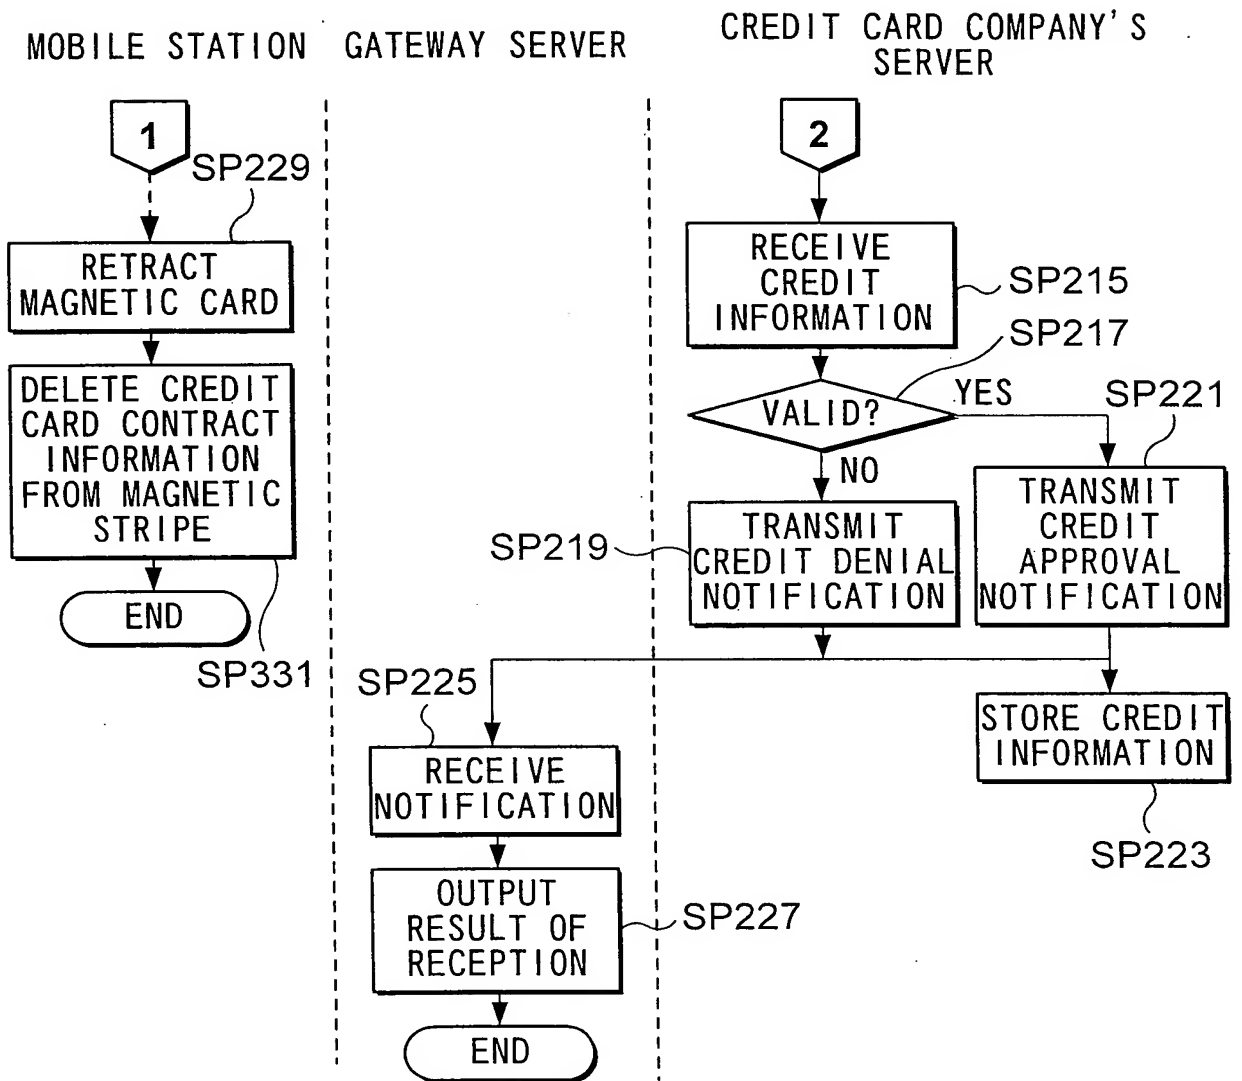 MOBILE STATION
GATEWAY SERVER
CREDIT CARD COMPANY'S
SERVER
1
SP229
RETRACT
MAGNETIC CARD
DELETE CREDIT
CARD CONTRACT
INFORMATION
FROM MAGNETIC
STRIPE
END
SP331
2
RECEIVE
CREDIT
INFORMATION
SP215
SP217
VALID?
YES
NO
SP221
TRANSMIT
CREDIT DENIAL
NOTIFICATION
SP219
TRANSMIT
CREDIT
APPROVAL
NOTIFICATION
STORE CREDIT
INFORMATION
SP223
SP225
RECEIVE
NOTIFICATION
OUTPUT
RESULT OF
RECEPTION
SP227
END